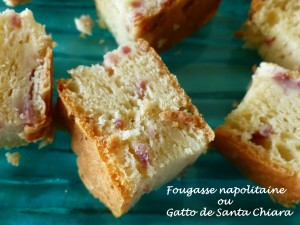 Fougasse napolitaine
ou
Gatto de Santa Chiara